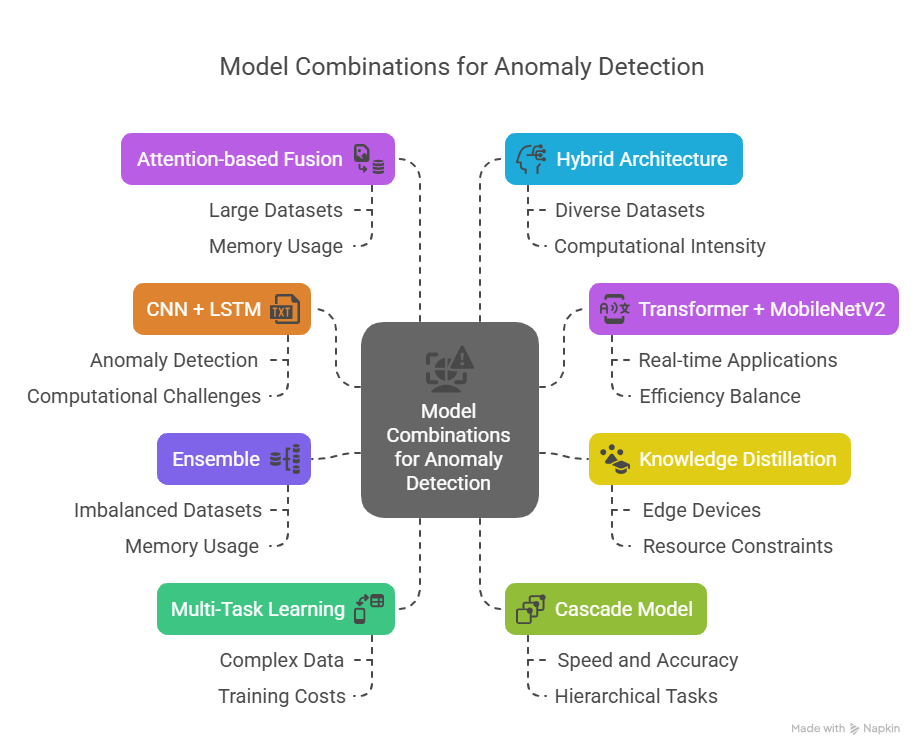 Model Combinations for Anomaly Detection
Attention-based Fusion
Large Datasets
Memory Usage
CNN + LSTM
TXT
Anomaly Detection
Computational Challenges
Ensemble
Imbalanced Datasets
Memory Usage
Multi-Task Learning
Complex Data
Training Costs
Model
Combinations
for Anomaly
Detection
Hybrid Architecture
Diverse Datasets
Computational Intensity
A 文
Transformer + MobileNetV2
Real-time Applications
Efficiency Balance
Knowledge Distillation
Edge Devices
Resource Constraints
Cascade Model
Speed and Accuracy
Hierarchical Tasks
Made with Napkin